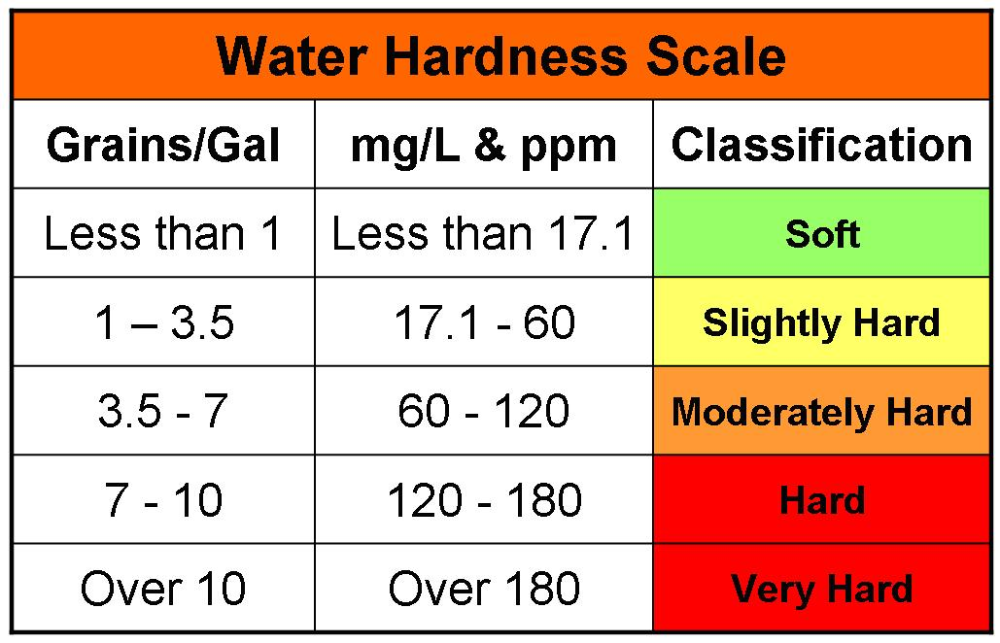 Water Hardness Scale
Grains/Gal mg/L & ppm Classification
Less than 1 Less than 17.1 Soft
1 – 3.5 17.1 - 60 Slightly Hard
3.5 - 7 60 - 120 Moderately Hard
7 - 10 120 - 180 Hard
Over 10 Over 180 Very Hard